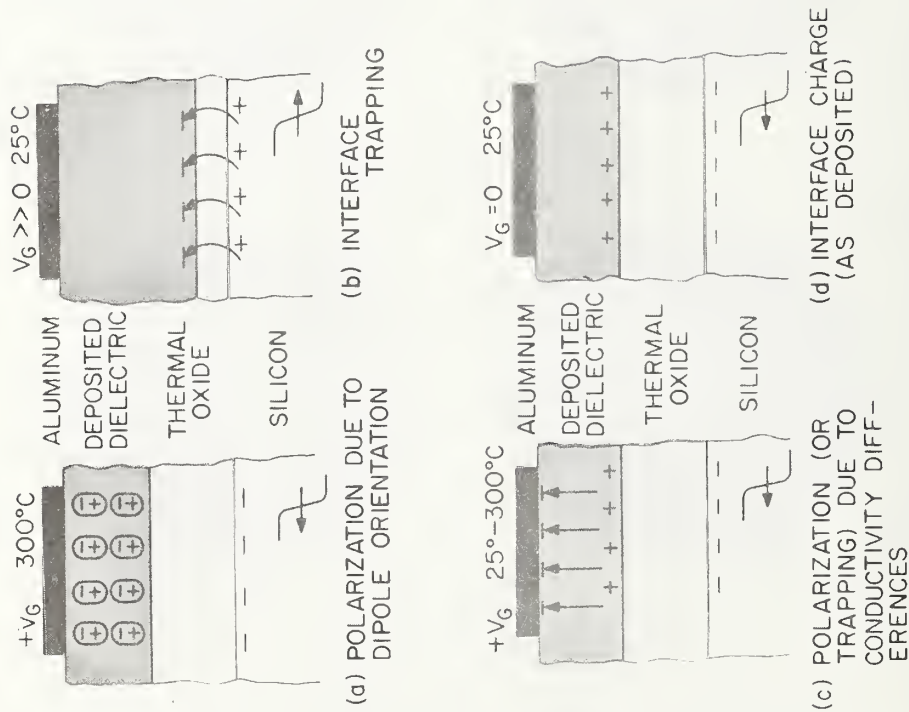 +V_G 300°C
ALUMINUM
DEPOSITED
DIELECTRIC
THERMAL
OXIDE
SILICON
(a) POLARIZATION DUE TO
DIPOLE ORIENTATION
V_G >> 0 25°C
(b) INTERFACE
TRAPPING
+V_G 25°-300°C
ALUMINUM
DEPOSITED
DIELECTRIC
THERMAL
OXIDE
SILICON
(c) POLARIZATION (OR
TRAPPING) DUE TO
CONDUCTIVITY DIFF-
ERENCES
V_G = 0 25°C
(d) INTERFACE CHARGE
(AS DEPOSITED)